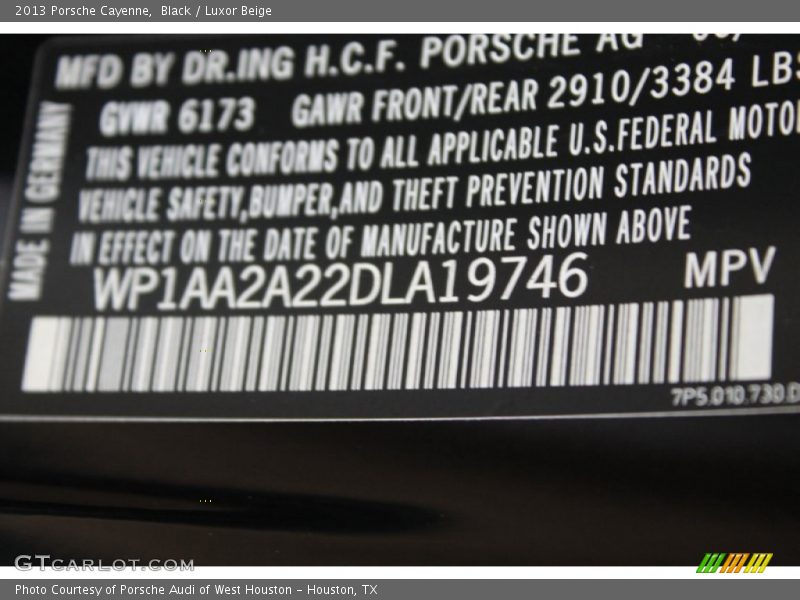 2013 Porsche Cayenne, Black / Luxor Beige
MFD BY DR.ING H.C.F. PORSCHE AG
GVWR 6173 GAWR FRONT/REAR 2910/3384 LBS
THIS VEHICLE CONFORMS TO ALL APPLICABLE U.S.FEDERAL MOTOR
VEHICLE SAFETY,BUMPER,AND THEFT PREVENTION STANDARDS
IN EFFECT ON THE DATE OF MANUFACTURE SHOWN ABOVE
MADE IN GERMANY
WP1AA2A22DLA19746 MPV
7P5.010.730.D
GTCARLOT.COM
Photo Courtesy of Porsche Audi of West Houston - Houston, TX